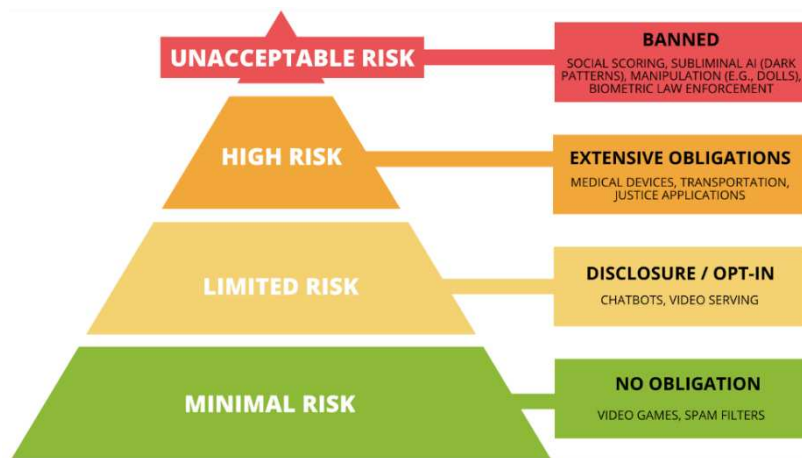 UNACCEPTABLE RISK
BANNED
SOCIAL SCORING, SUBLIMINAL AI (DARK
PATTERNS), MANIPULATION (E.G., DOLLS),
BIOMETRIC LAW ENFORCEMENT
HIGH RISK
EXTENSIVE OBLIGATIONS
MEDICAL DEVICES, TRANSPORTATION,
JUSTICE APPLICATIONS
LIMITED RISK
DISCLOSURE / OPT-IN
CHATBOTS, VIDEO SERVING
MINIMAL RISK
NO OBLIGATION
VIDEO GAMES, SPAM FILTERS